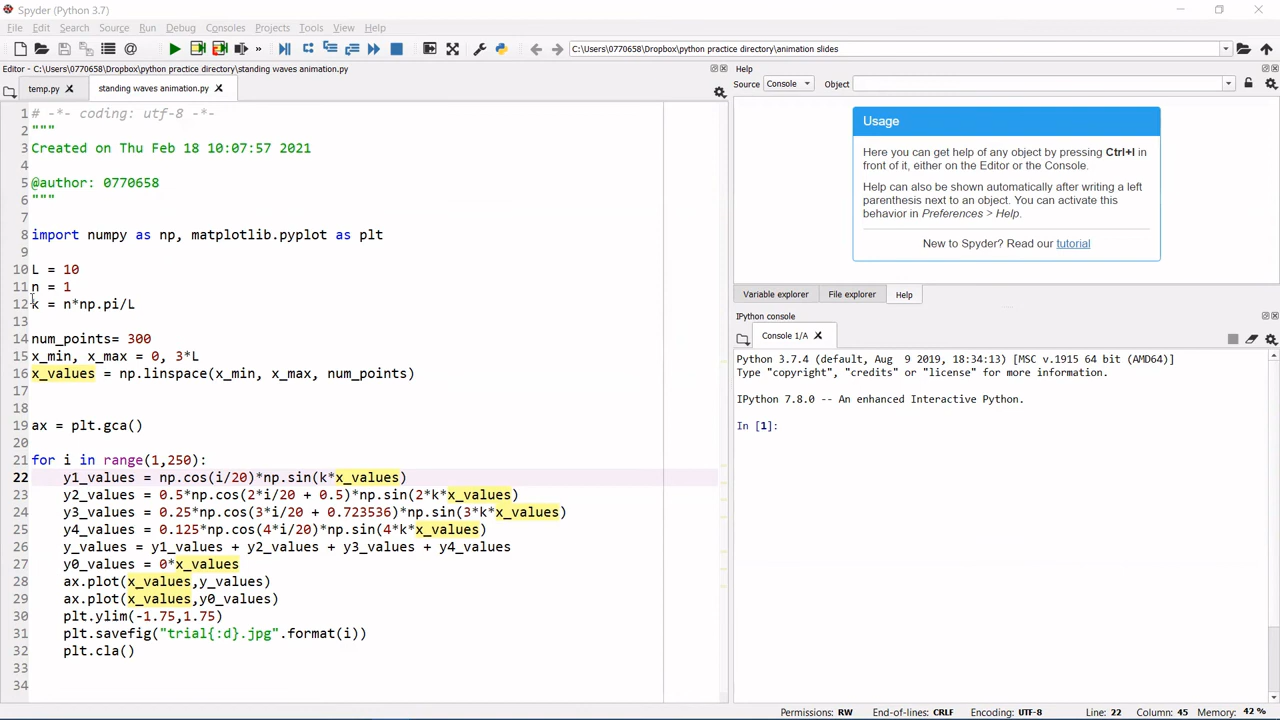 Spyder (Python 3.7)
File Edit Search Source Run Debug Consoles Projects Tools View Help
C:\Users\0770658\Dropbox\python practice directory\animation slides
Editor - C:\Users\0770658\Dropbox\python practice directory\standing waves animation.py
temp.py standing waves animation.py
1 # -*- coding: utf-8 -*-
2 """
3 Created on Thu Feb 18 10:07:57 2021
4
5 @author: 0770658
6 """
7
8 import numpy as np, matplotlib.pyplot as plt
9
10 L = 10
11 n = 1
12 k = n*np.pi/L
13
14 num_points= 300
15 x_min, x_max = 0, 3*L
16 x_values = np.linspace(x_min, x_max, num_points)
17
18
19 ax = plt.gca()
20
21 for i in range(1,250):
22 y1_values = np.cos(i/20)*np.sin(k*x_values)
23 y2_values = 0.5*np.cos(2*i/20 + 0.5)*np.sin(2*k*x_values)
24 y3_values = 0.25*np.cos(3*i/20 + 0.723536)*np.sin(3*k*x_values)
25 y4_values = 0.125*np.cos(4*i/20)*np.sin(4*k*x_values)
26 y_values = y1_values + y2_values + y3_values + y4_values
27 y0_values = 0*x_values
28 ax.plot(x_values,y_values)
29 ax.plot(x_values,y0_values)
30 plt.ylim(-1.75,1.75)
31 plt.savefig("trial{:d}.jpg".format(i))
32 plt.cla()
33
34
Help
Source Console Object
Usage
Here you can get help of any object by pressing Ctrl+I in
front of it, either on the Editor or the Console.
Help can also be shown automatically after writing a left
parenthesis next to an object. You can activate this
behavior in Preferences > Help.
New to Spyder? Read our tutorial
Variable explorer File explorer Help
IPython console
Console 1/A
Python 3.7.4 (default, Aug 9 2019, 18:34:13) [MSC v.1915 64 bit (AMD64)]
Type "copyright", "credits" or "license" for more information.
IPython 7.8.0 -- An enhanced Interactive Python.
In [1]:
Permissions: RW End-of-lines: CRLF Encoding: UTF-8 Line: 22 Column: 45 Memory: 42 %